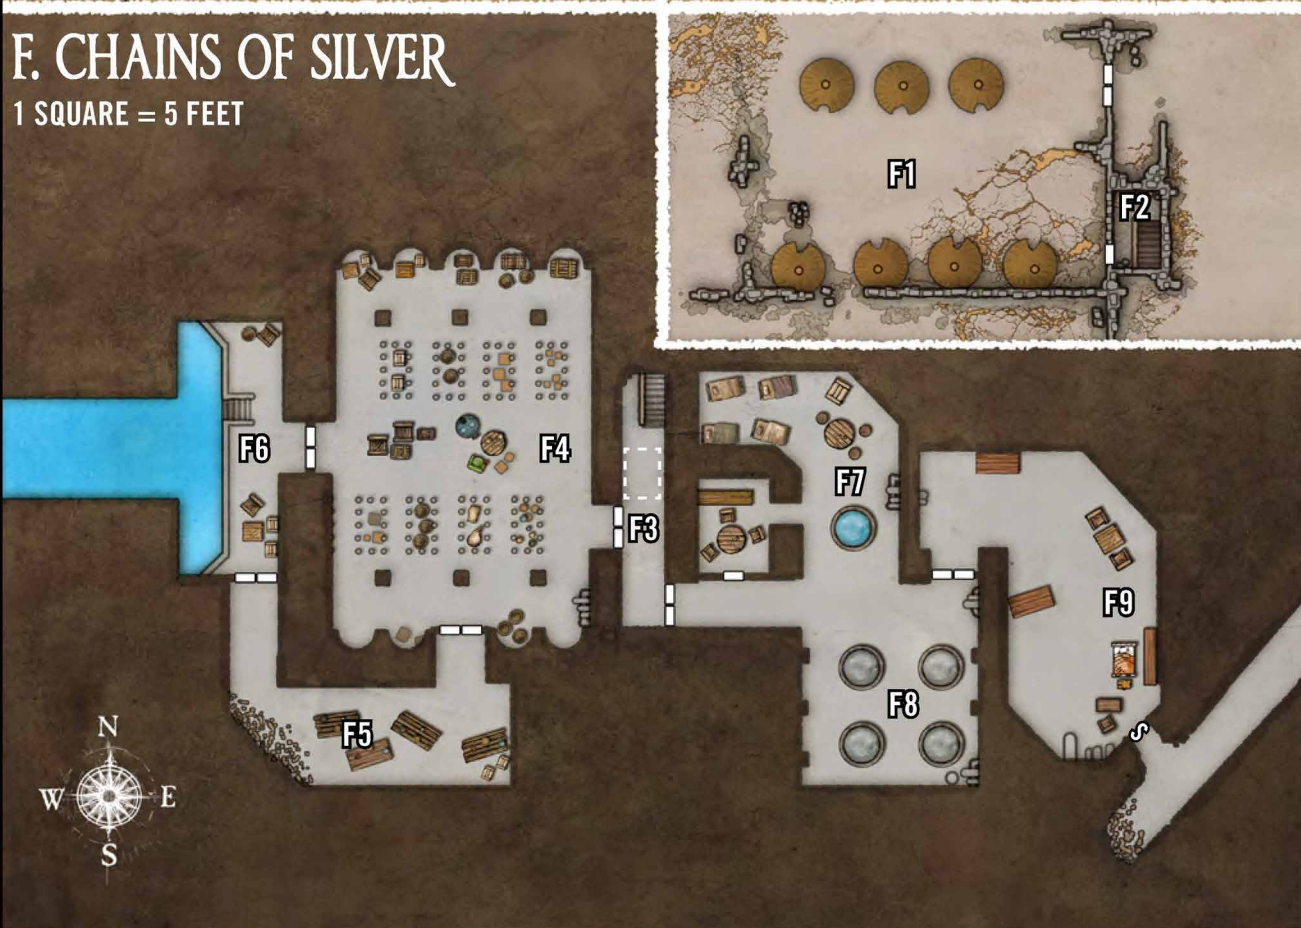 F. CHAINS OF SILVER
1 SQUARE = 5 FEET
F1
F2
F6
F4
F3
F7
F9
F8
F5
S
N
W E
S